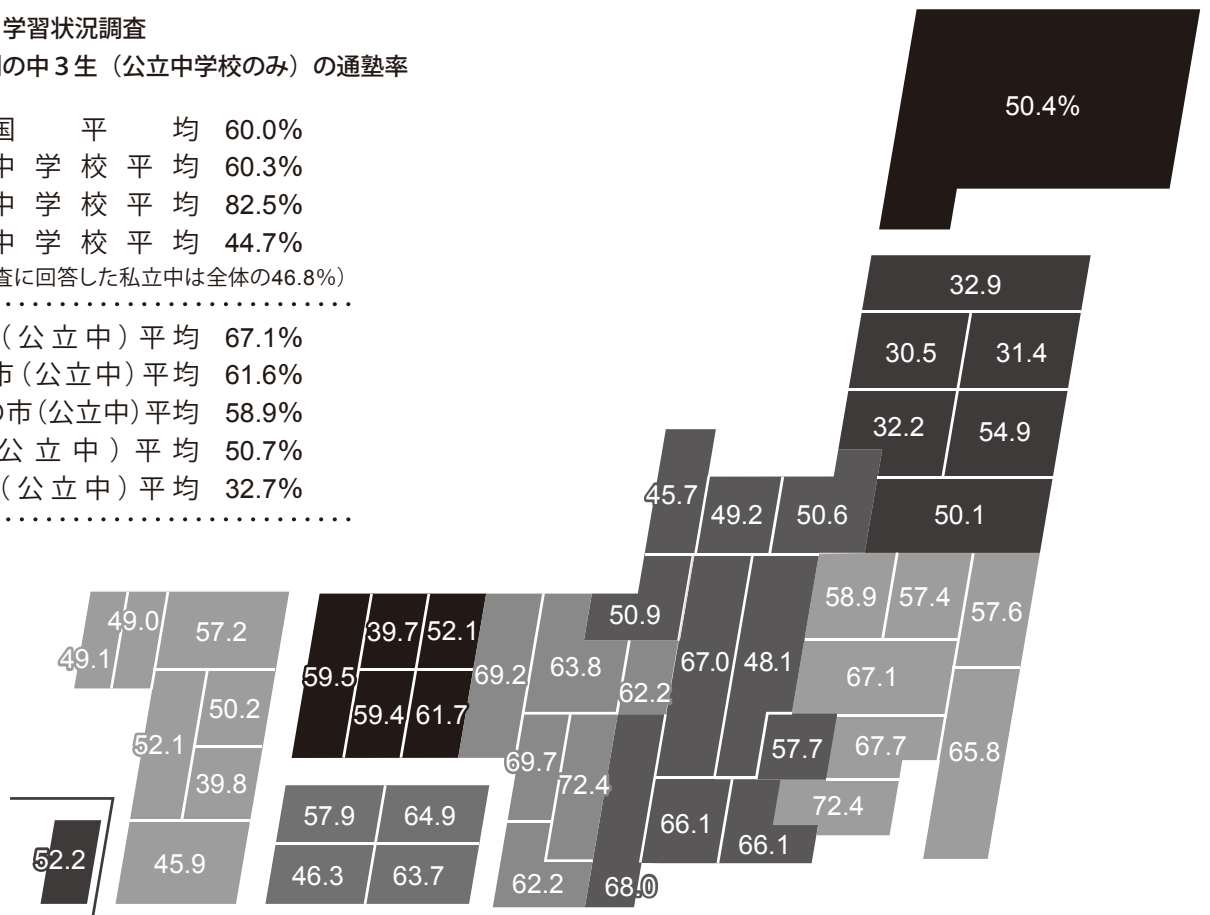 学習状況調査
の中3生（公立中学校のみ）の通塾率
国 平 均 60.0%
中 学 校 平 均 60.3%
中 学 校 平 均 82.5%
中 学 校 平 均 44.7%
査に回答した私立中は全体の46.8%）
（公立中）平均 67.1%
市（公立中）平均 61.6%
の市（公立中）平均 58.9%
公立中）平均 50.7%
（公立中）平均 32.7%
50.4%
32.9
30.5 31.4
32.2 54.9
45.7 49.2 50.6 50.1
58.9 57.4 57.6
50.9
49.1 49.0 57.2
59.5 39.7 52.1 69.2 63.8 62.2 67.0 48.1 67.1
50.2
59.4 61.7
52.1
39.8
69.7 72.4 57.7 67.7 65.8
57.9 64.9
66.1 66.1 72.4
52.2 45.9
46.3 63.7
62.2 68.0